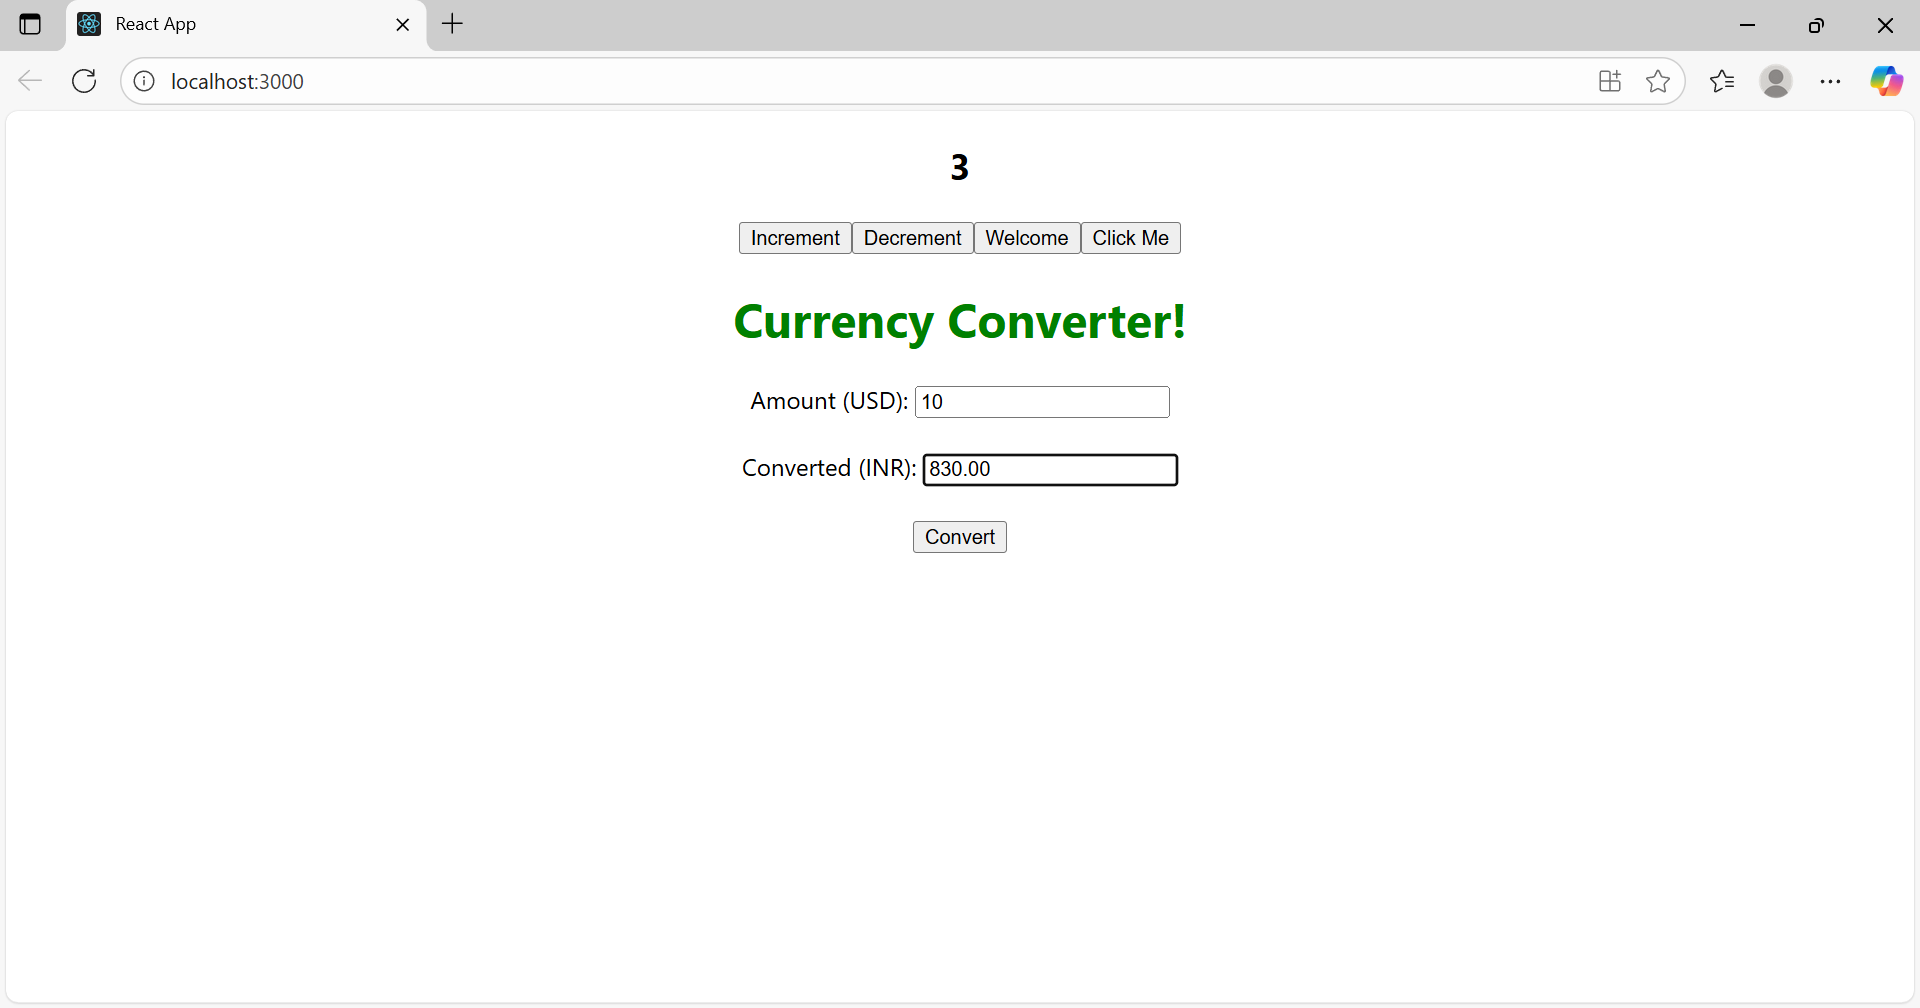 React App
localhost:3000
3
Increment Decrement Welcome Click Me
Currency Converter!
Amount (USD): 10
Converted (INR): 830.00
Convert